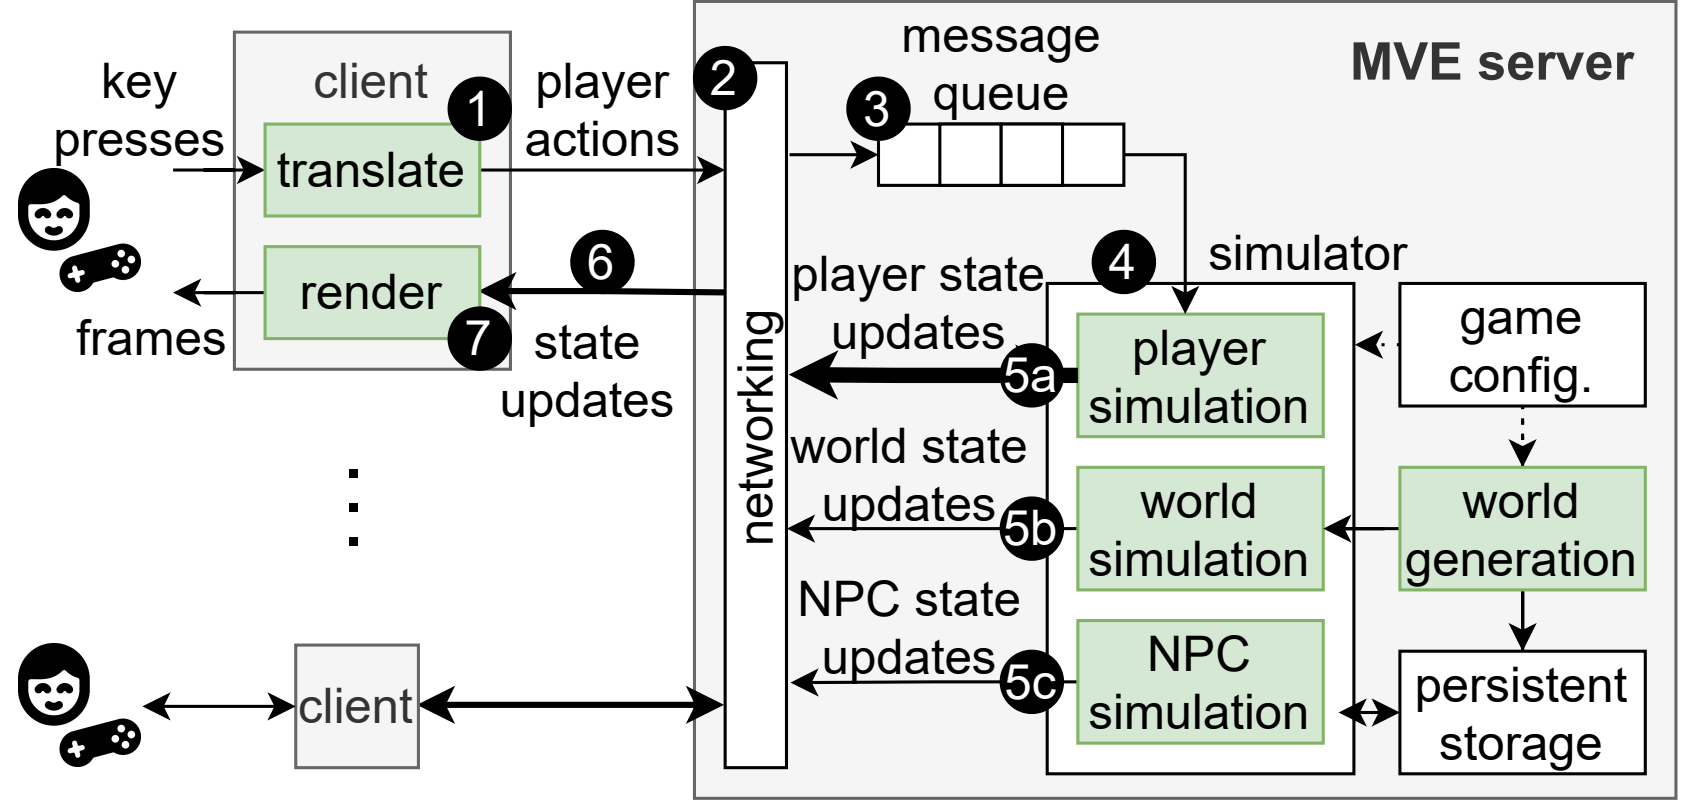 key
presses
client
1
translate
player
actions
2
message
queue
3
MVE server
render
7
frames
6
state
updates
networking
4
simulator
player state
updates
5a
player
simulation
game
config.
world state
updates
5b
world
simulation
world
generation
NPC state
updates
5c
NPC
simulation
persistent
storage
client